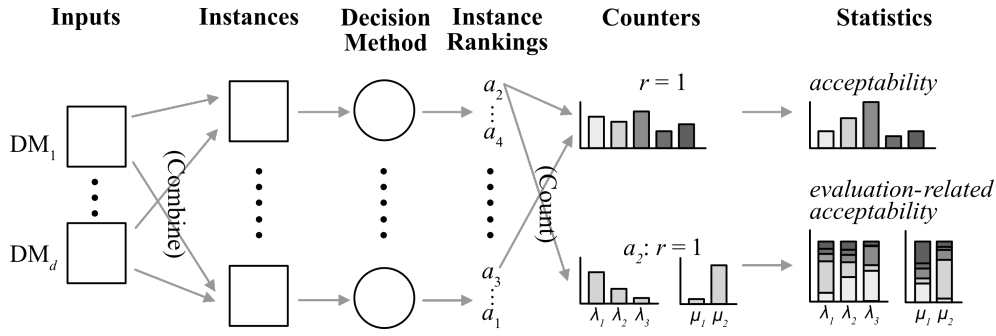 Inputs
Instances
Decision
Method
Instance
Rankings
Counters
Statistics
DM₁
DM_d
(Combine)
a₂
a₄
a₃
a₁
(Count)
r = 1
a₂: r = 1
λ₁ λ₂ λ₃ μ₁ μ₂
acceptability
evaluation-related
acceptability
λ₁ λ₂ λ₃ μ₁ μ₂